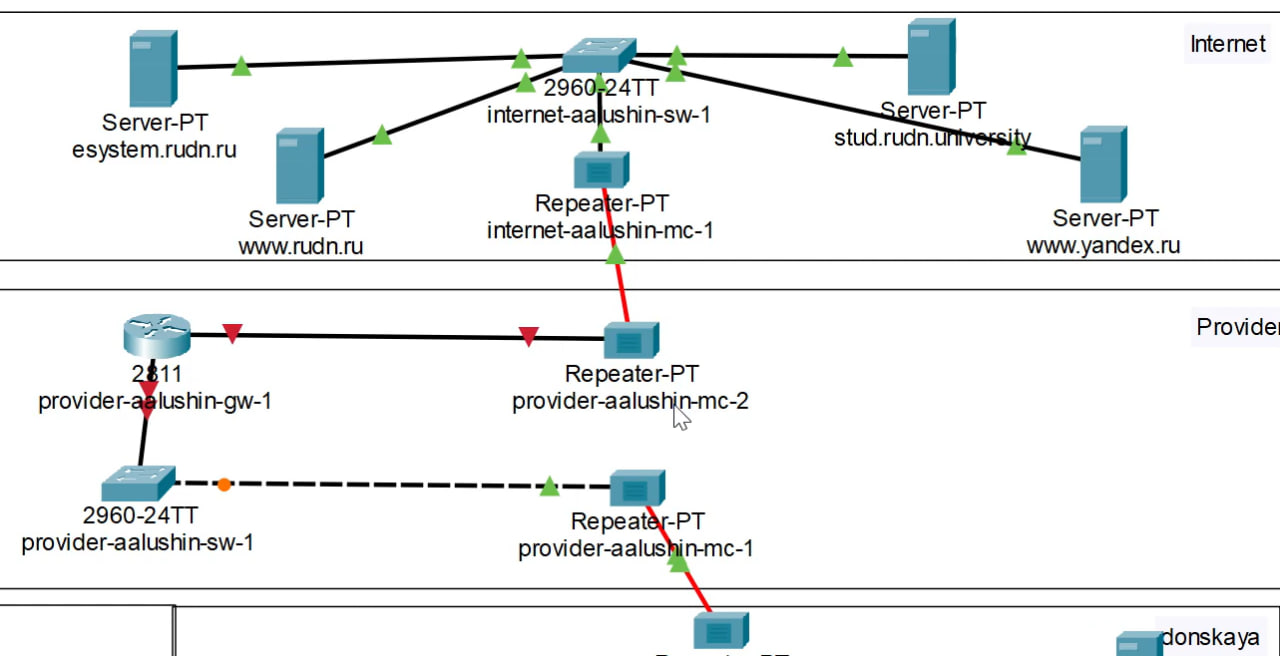 Internet
2960-24TT
internet-aalushin-sw-1
Server-PT
esystem.rudn.ru
Server-PT
stud.rudn.university
Server-PT
www.rudn.ru
Repeater-PT
internet-aalushin-mc-1
Server-PT
www.yandex.ru
Provider
2811
provider-aalushin-gw-1
Repeater-PT
provider-aalushin-mc-2
2960-24TT
provider-aalushin-sw-1
Repeater-PT
provider-aalushin-mc-1
donskaya